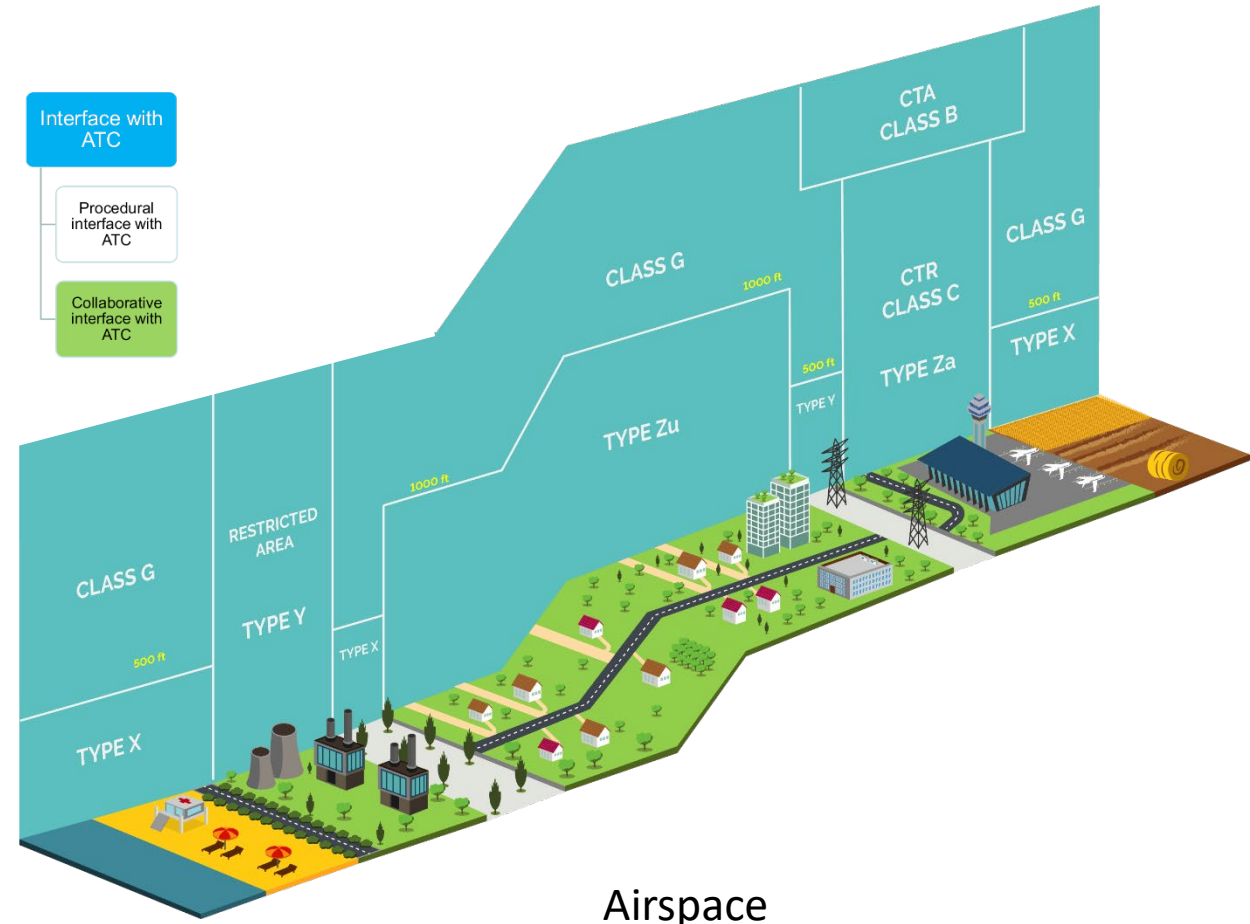 Interface with
ATC
Procedural
interface with
ATC
Collaborative
interface with
ATC
CTA
CLASS B
CLASS G
1000 ft
CTR
CLASS C
CLASS G
500 ft
500 ft
TYPE X
TYPE Za
TYPE Y
TYPE Zu
1000 ft
RESTRICTED
AREA
CLASS G
TYPE Y
TYPE X
500 ft
TYPE X
Airspace